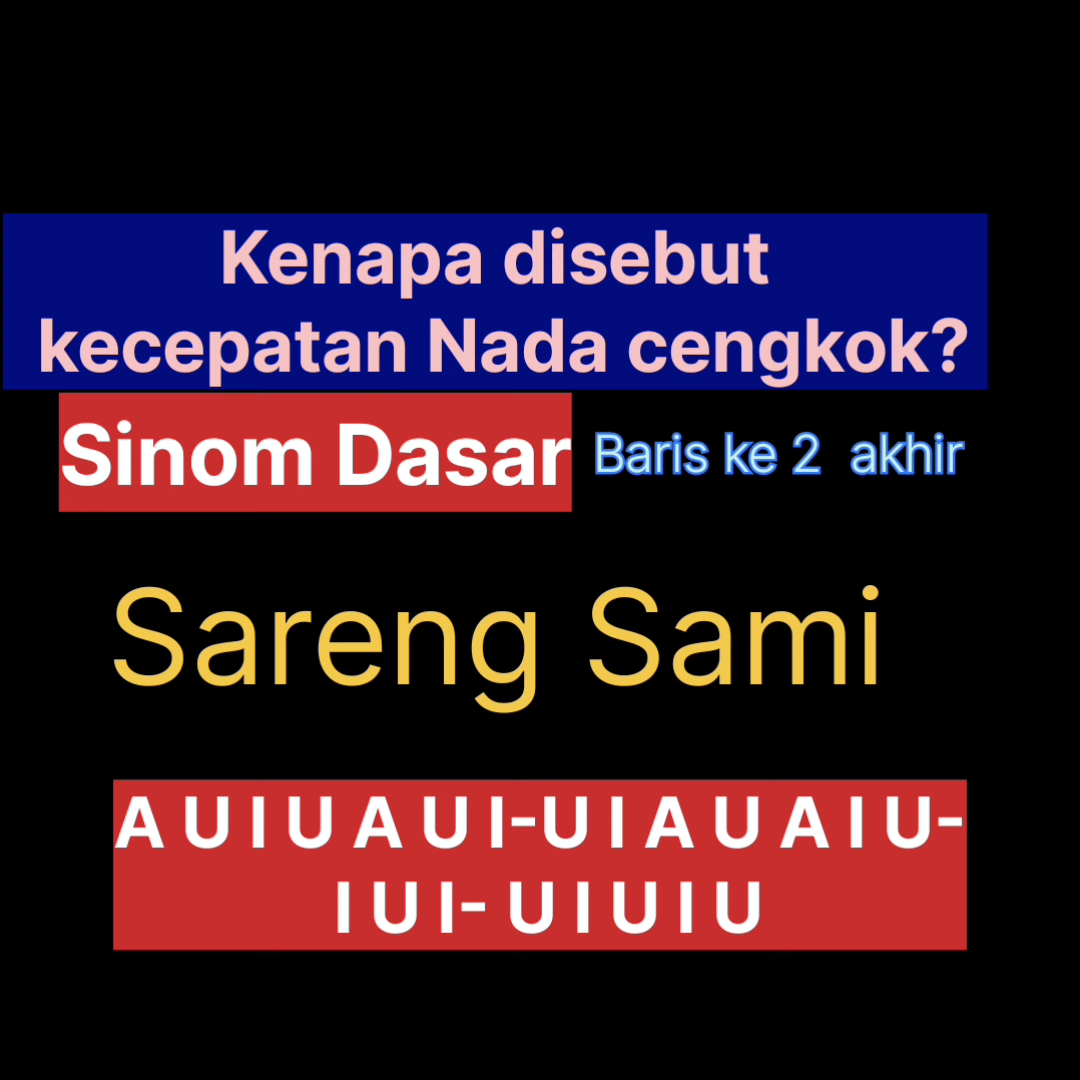 Kenapa disebut
kecepatan Nada cengkok?
Sinom Dasar Baris ke 2 akhir
Sareng Sami
A U I U A U I-U I A U A I U-
I U I- U I U I U